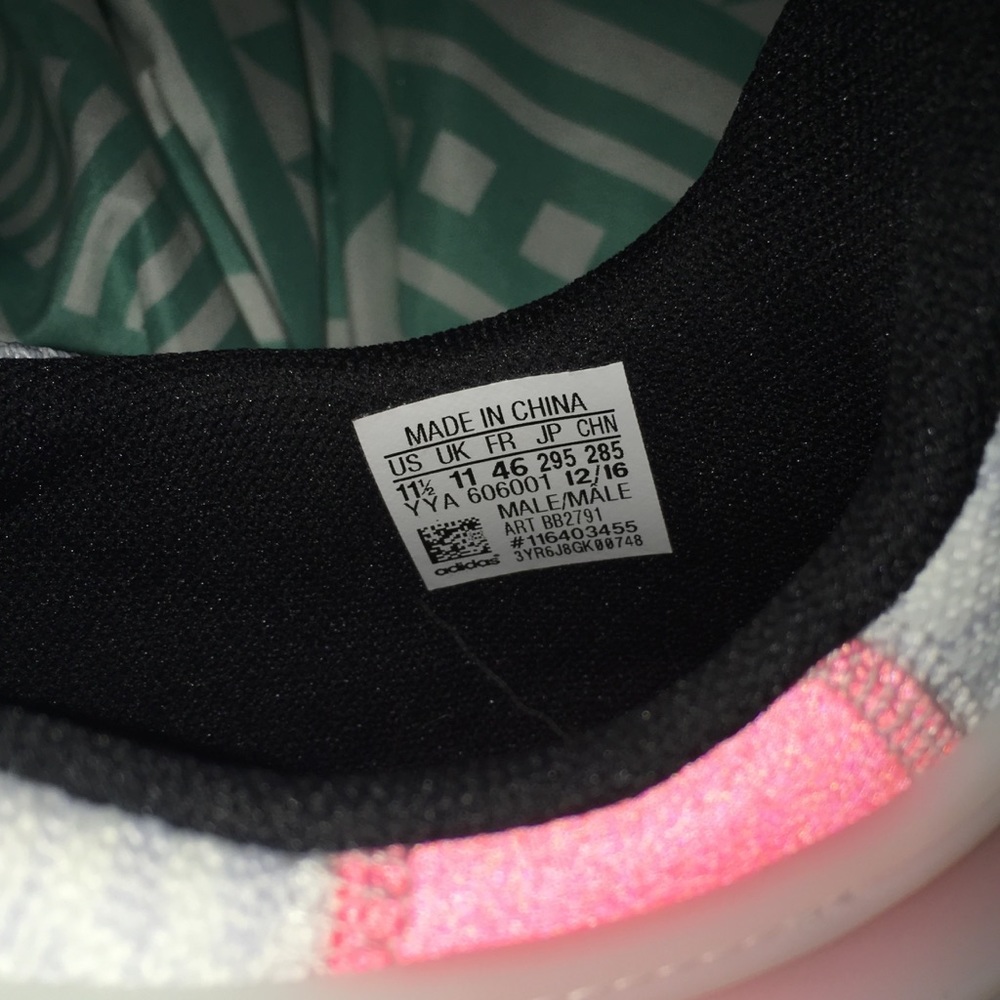 MADE IN CHINA
US UK FR JP CHN
11½ 11 46 295 285
YYA 606001 12/16
MALE/MÂLE
ART BB2791
#116403455
3YR6J8GK00748
adidas